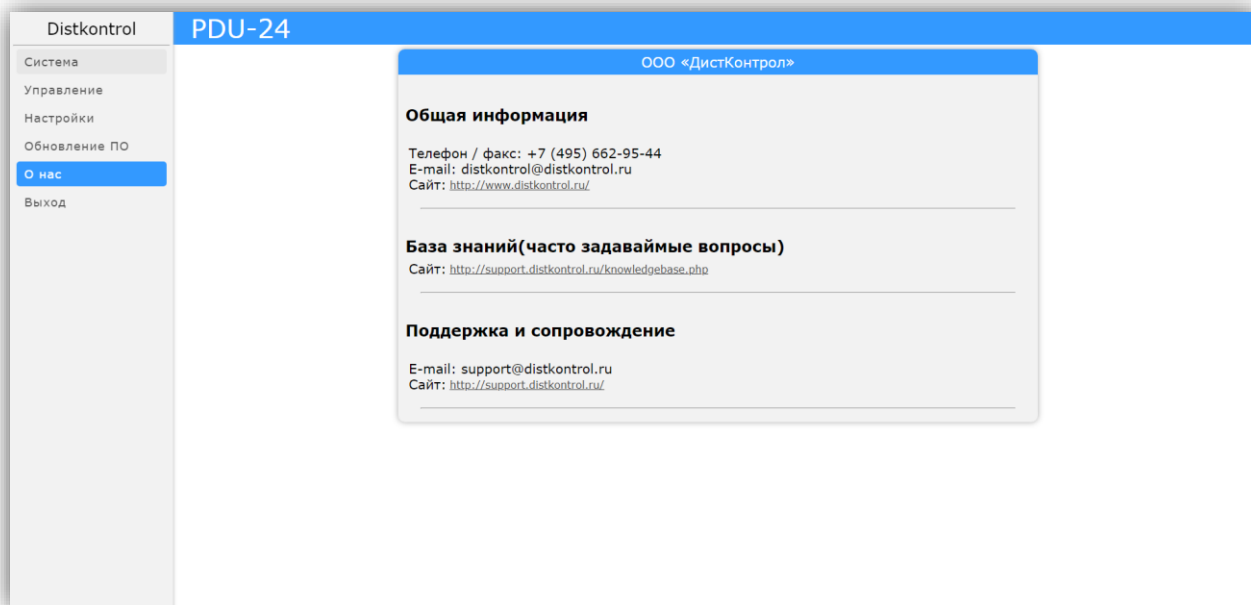 Distkontrol
PDU-24
Система
Управление
Настройки
Обновление ПО
О нас
Выход
ООО «ДистКонтрол»
Общая информация
Телефон / факс: +7 (495) 662-95-44
E-mail: distkontrol@distkontrol.ru
Сайт: http://www.distkontrol.ru/
База знаний(часто задаваймые вопросы)
Сайт: http://support.distkontrol.ru/knowledgebase.php
Поддержка и сопровождение
E-mail: support@distkontrol.ru
Сайт: http://support.distkontrol.ru/